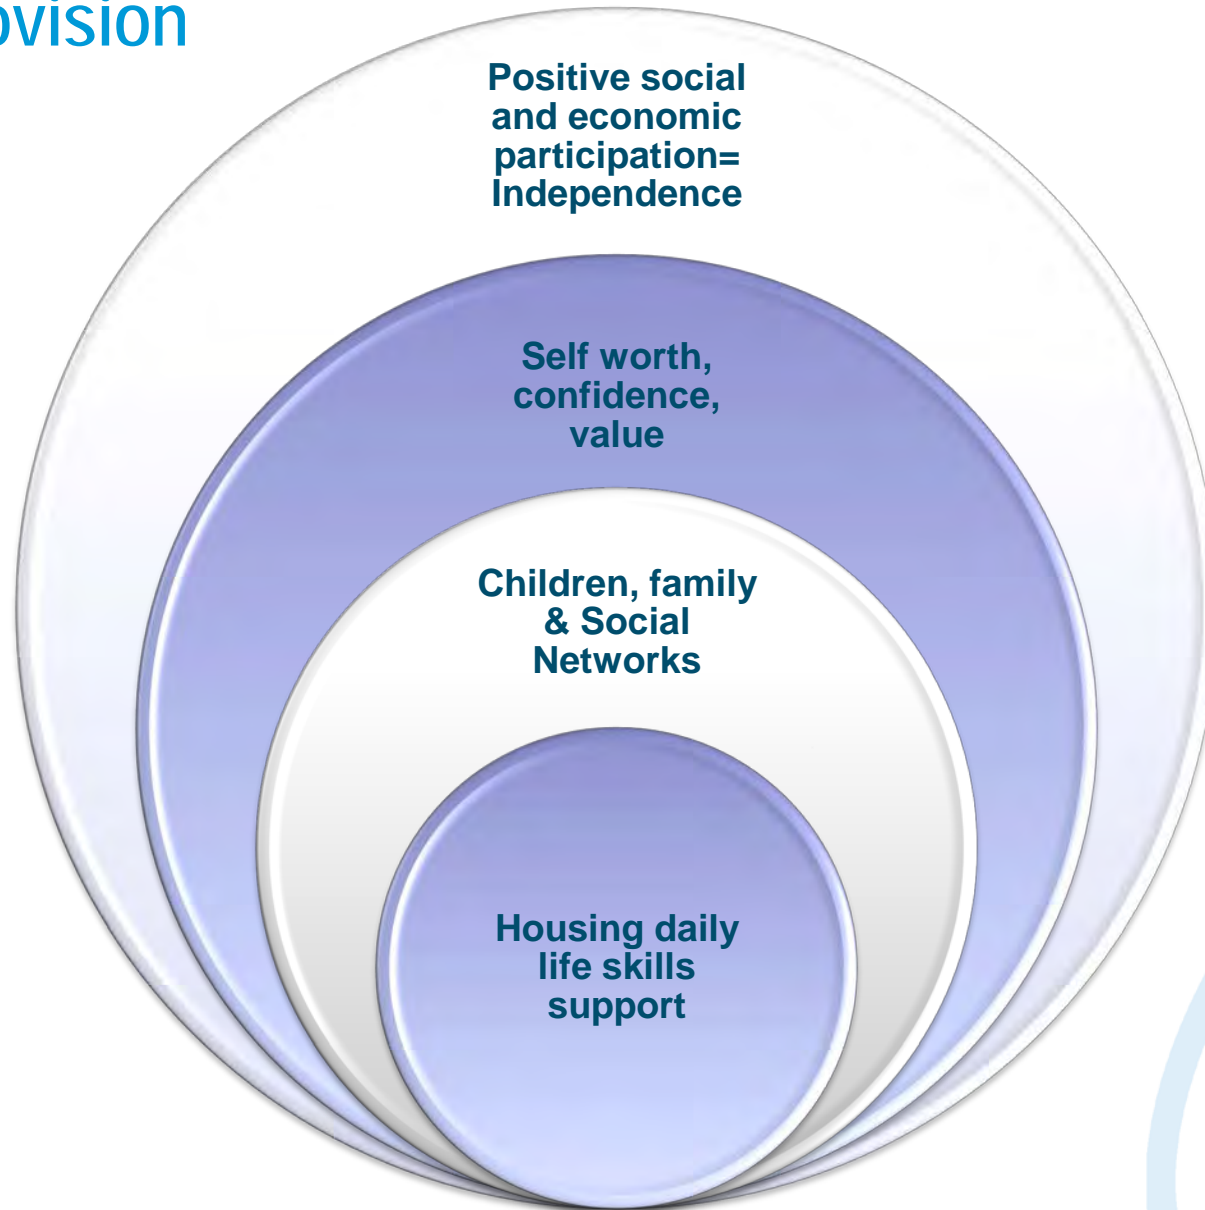 ovision
Positive social
and economic
participation=
Independence
Self worth,
confidence,
value
Children, family
& Social
Networks
Housing daily
life skills
support